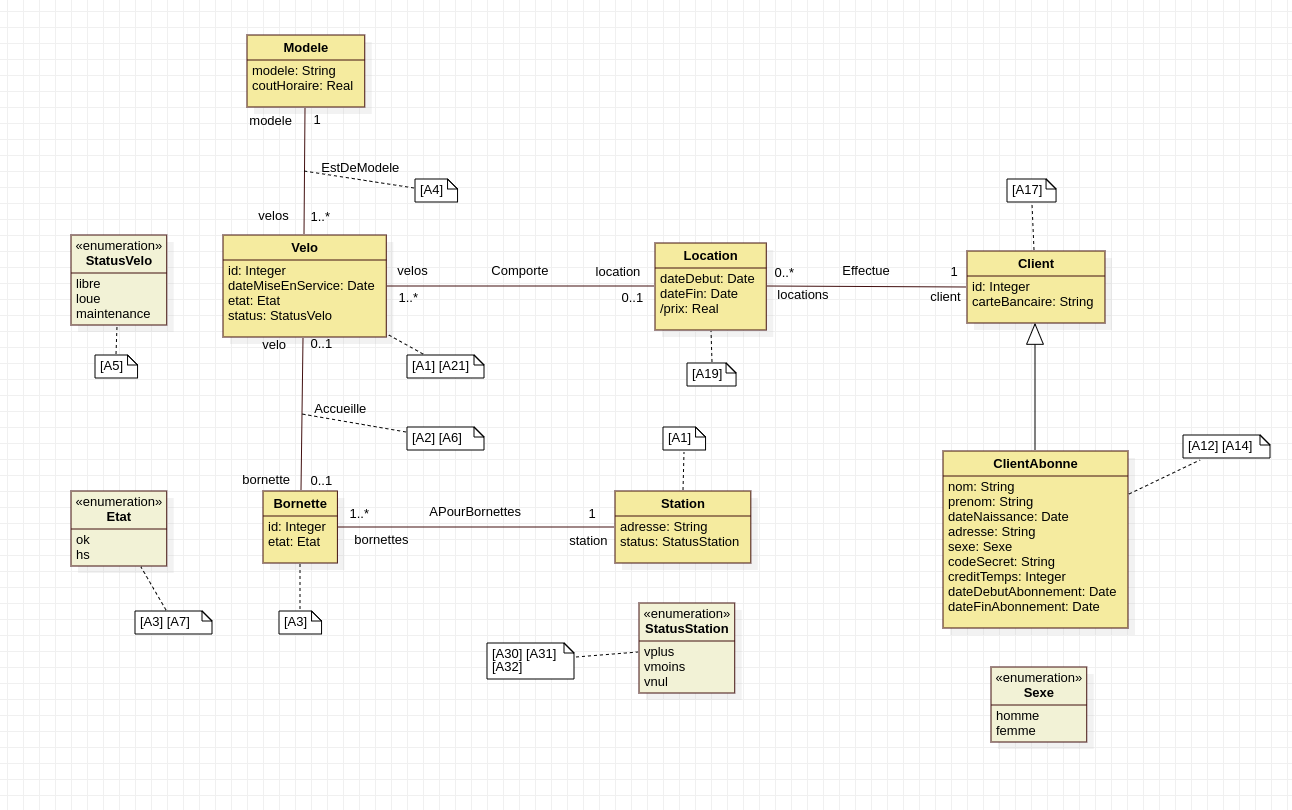 Modele
modele: String
coutHoraire: Real
modele
1
EstDeModele
[A4]
velos
1..*
«enumeration»
StatusVelo
libre
loue
maintenance
[A5]
Velo
id: Integer
dateMiseEnService: Date
etat: Etat
status: StatusVelo
velos
Comporte
location
1..*
0..1
Location
dateDebut: Date
dateFin: Date
/prix: Real
0..*
Effectue
1
locations
client
[A17]
Client
id: Integer
carteBancaire: String
velo
0..1
[A1] [A21]
[A19]
Accueille
[A2] [A6]
[A1]
bornette
0..1
«enumeration»
Etat
ok
hs
[A3] [A7]
Bornette
id: Integer
etat: Etat
[A3]
1..*
APourBornettes
1
bornettes
station
Station
adresse: String
status: StatusStation
«enumeration»
StatusStation
vplus
vmoins
vnul
[A30] [A31]
[A32]
[A12] [A14]
ClientAbonne
nom: String
prenom: String
dateNaissance: Date
adresse: String
sexe: Sexe
codeSecret: String
creditTemps: Integer
dateDebutAbonnement: Date
dateFinAbonnement: Date
«enumeration»
Sexe
homme
femme